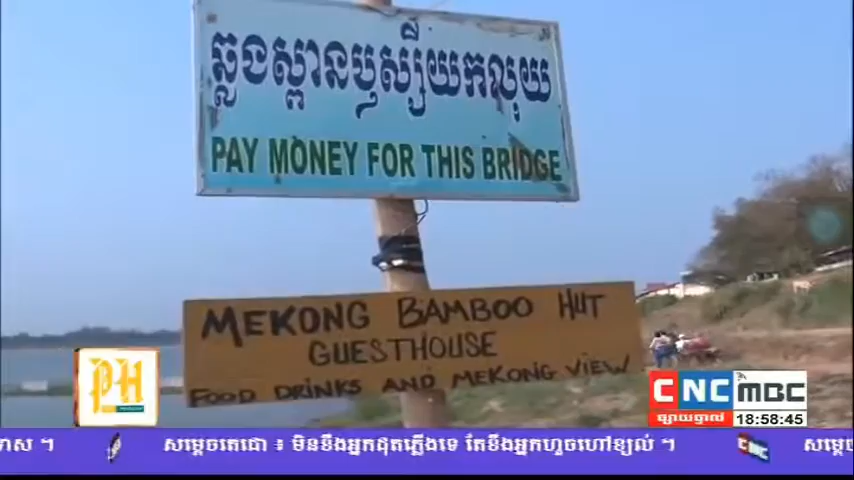 ឆ្លងស្ពានឫស្សីយកលុយ
PAY MONEY FOR THIS BRIDGE
MEKONG BAMBOO HUT
GUESTHOUSE
FOOD DRINKS AND MEKONG VIEW
PH
CNC MBC
ផ្សាយផ្ទាល់
18:58:45
សម្ដេចតេជោ ៖ មិនខឹងអ្នកដុតភ្លើងទេ តែខឹងអ្នកហួចហៅខ្យល់ ។